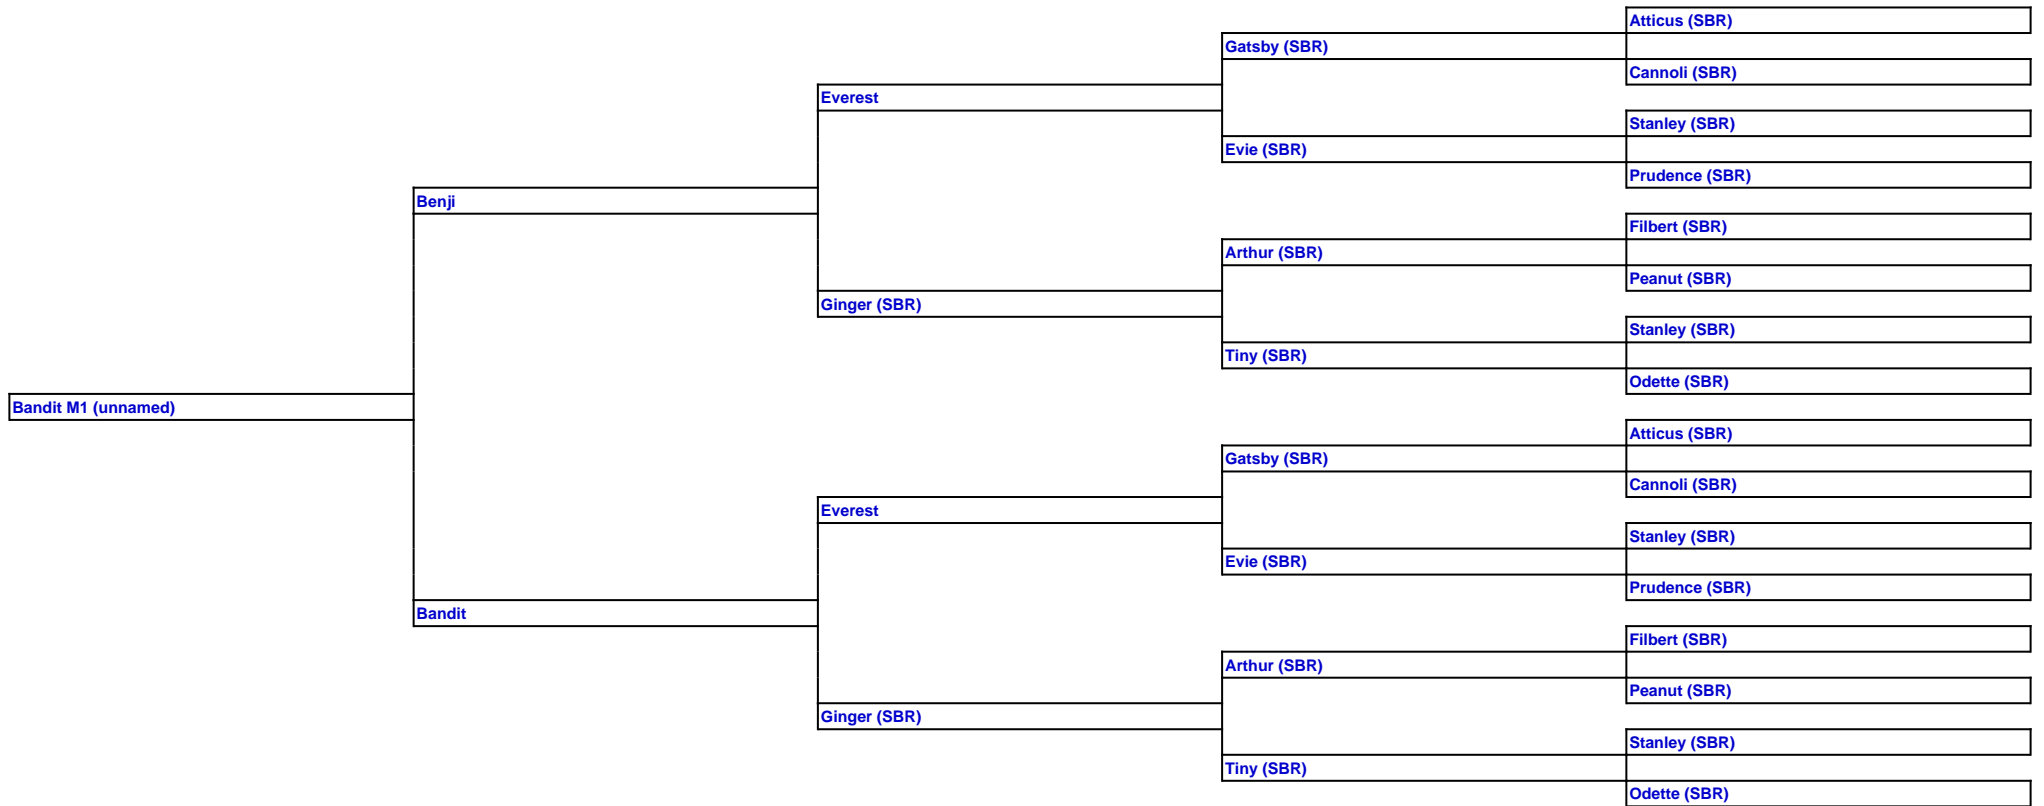 Atticus (SBR)
Gatsby (SBR)
Cannoli (SBR)
Everest
Stanley (SBR)
Evie (SBR)
Prudence (SBR)
Benji
Filbert (SBR)
Arthur (SBR)
Peanut (SBR)
Ginger (SBR)
Stanley (SBR)
Tiny (SBR)
Odette (SBR)
Bandit M1 (unnamed)
Atticus (SBR)
Gatsby (SBR)
Cannoli (SBR)
Everest
Stanley (SBR)
Evie (SBR)
Prudence (SBR)
Bandit
Filbert (SBR)
Arthur (SBR)
Peanut (SBR)
Ginger (SBR)
Stanley (SBR)
Tiny (SBR)
Odette (SBR)